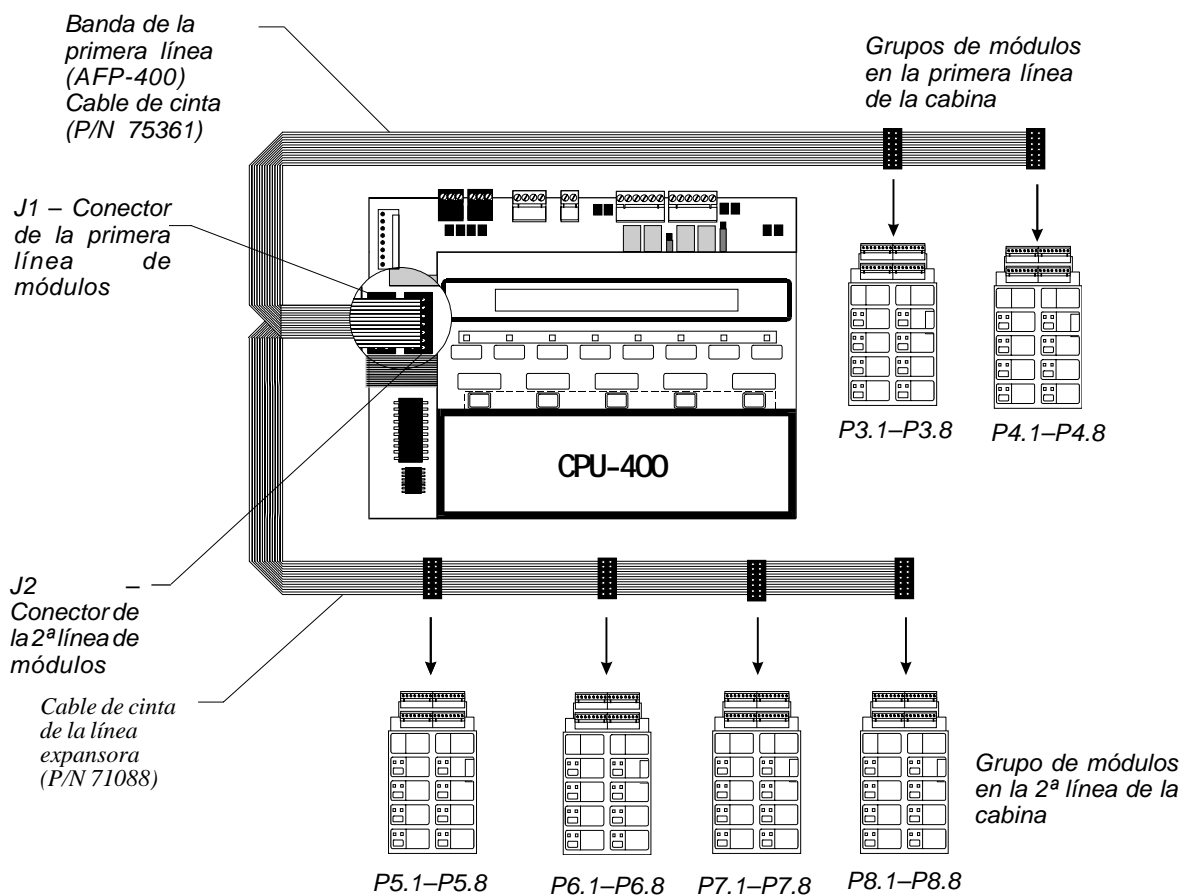 Banda de la
primera línea
(AFP-400)
Cable de cinta
(P/N 75361)
Grupos de módulos
en la primera línea
de la cabina
J1 – Conector
de la primera
línea de
módulos
P3.1–P3.8
P4.1–P4.8
CPU-400
J2 –
Conector de
la 2ª línea de
módulos
Cable de cinta
de la línea
expansora
(P/N 71088)
Grupo de módulos
en la 2ª línea de la
cabina
P5.1–P5.8
P6.1–P6.8
P7.1–P7.8
P8.1–P8.8